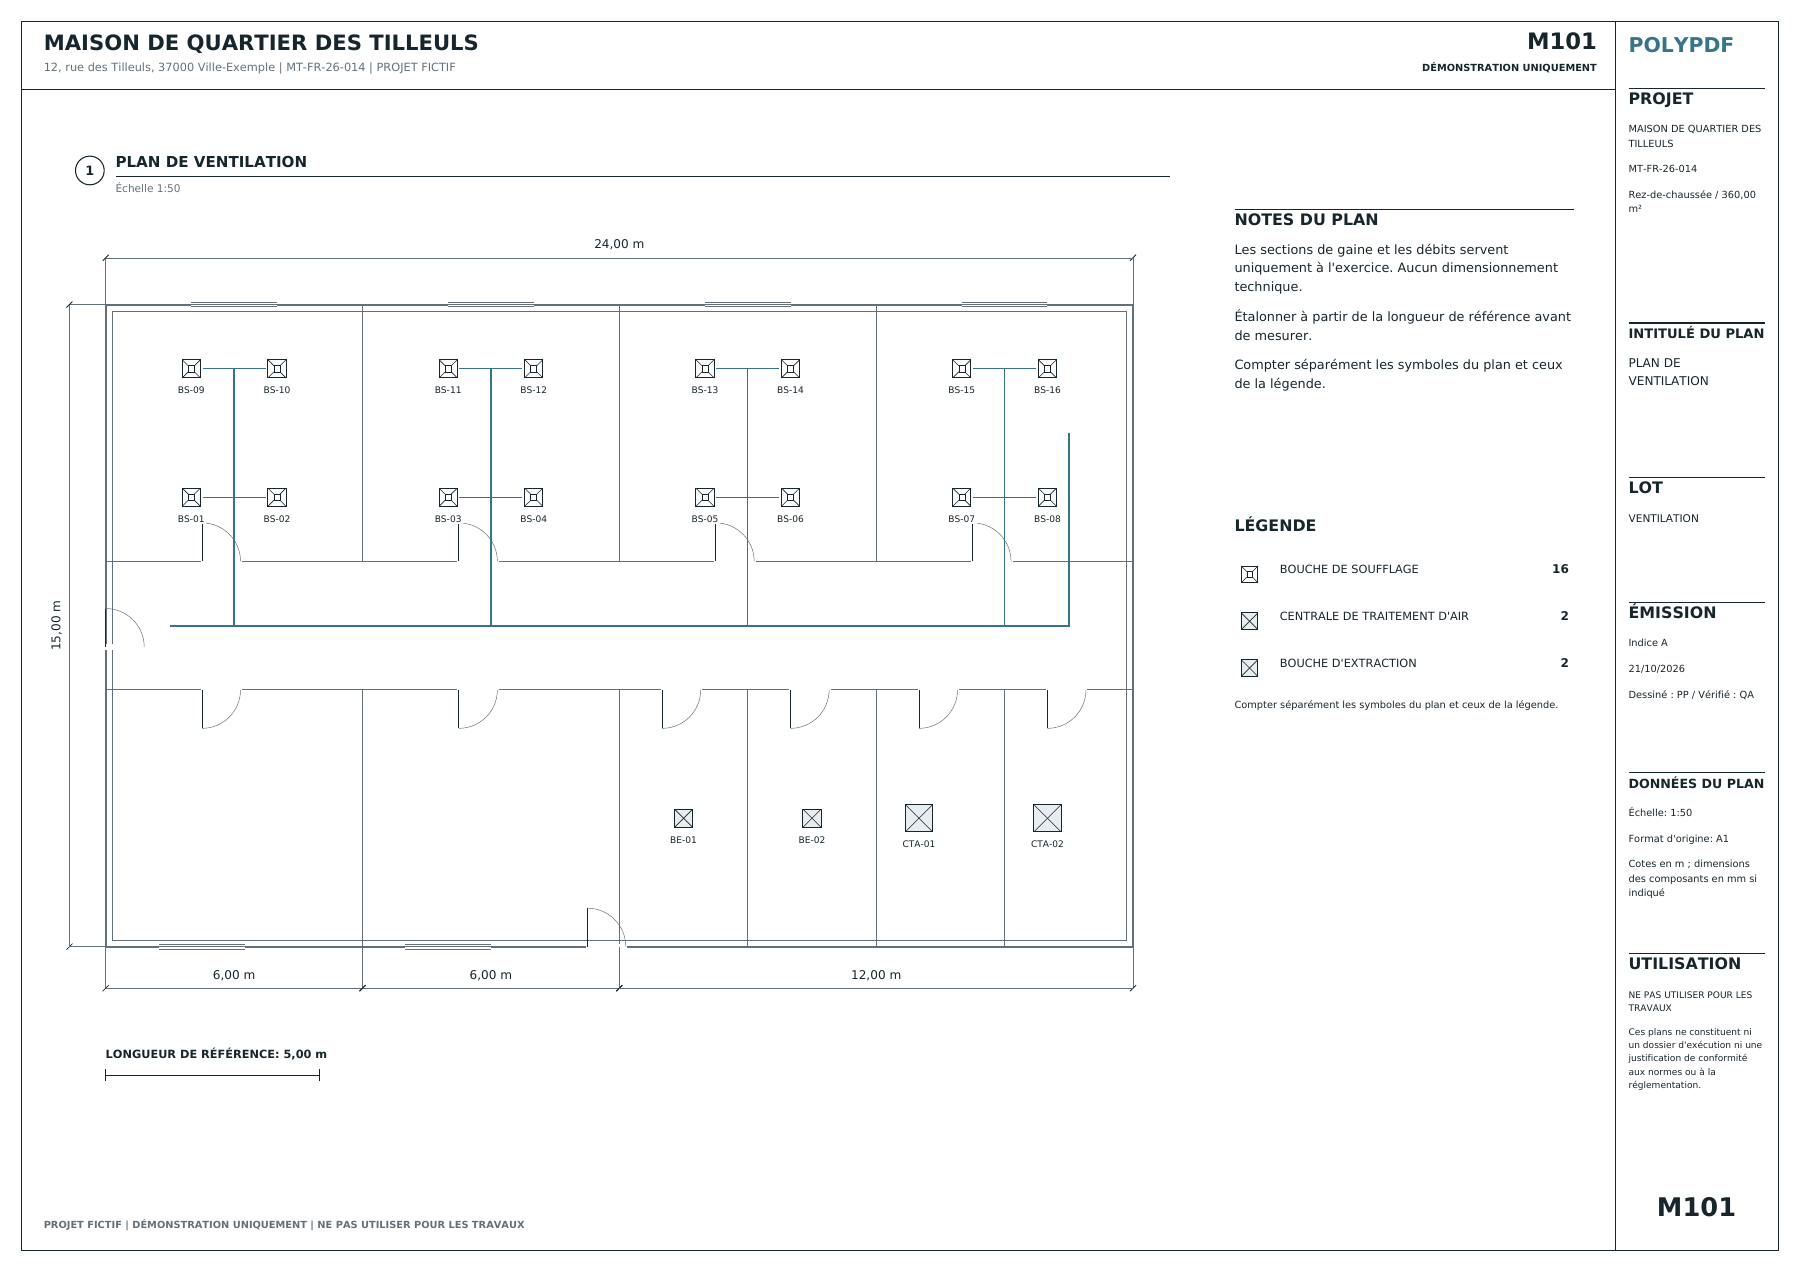 MAISON DE QUARTIER DES TILLEULS
12, rue des Tilleuls, 37000 Ville-Exemple | MT-FR-26-014 | PROJET FICTIF
M101
DÉMONSTRATION UNIQUEMENT
1
PLAN DE VENTILATION
Échelle 1:50
24,00 m
15,00 m
BS-09
BS-10
BS-11
BS-12
BS-13
BS-14
BS-15
BS-16
BS-01
BS-02
BS-03
BS-04
BS-05
BS-06
BS-07
BS-08
BE-01
BE-02
CTA-01
CTA-02
6,00 m
6,00 m
12,00 m
LONGUEUR DE RÉFÉRENCE: 5,00 m
NOTES DU PLAN
Les sections de gaine et les débits servent
uniquement à l'exercice. Aucun dimensionnement
technique.
Étalonner à partir de la longueur de référence avant
de mesurer.
Compter séparément les symboles du plan et ceux
de la légende.
LÉGENDE
BOUCHE DE SOUFFLAGE 16
CENTRALE DE TRAITEMENT D'AIR 2
BOUCHE D'EXTRACTION 2
Compter séparément les symboles du plan et ceux de la légende.
POLYPDF
PROJET
MAISON DE QUARTIER DES
TILLEULS
MT-FR-26-014
Rez-de-chaussée / 360,00
m²
INTITULÉ DU PLAN
PLAN DE
VENTILATION
LOT
VENTILATION
ÉMISSION
Indice A
21/10/2026
Dessiné : PP / Vérifié : QA
DONNÉES DU PLAN
Échelle: 1:50
Format d'origine: A1
Cotes en m ; dimensions
des composants en mm si
indiqué
UTILISATION
NE PAS UTILISER POUR LES
TRAVAUX
Ces plans ne constituent ni
un dossier d'exécution ni une
justification de conformité
aux normes ou à la
réglementation.
M101
PROJET FICTIF | DÉMONSTRATION UNIQUEMENT | NE PAS UTILISER POUR LES TRAVAUX